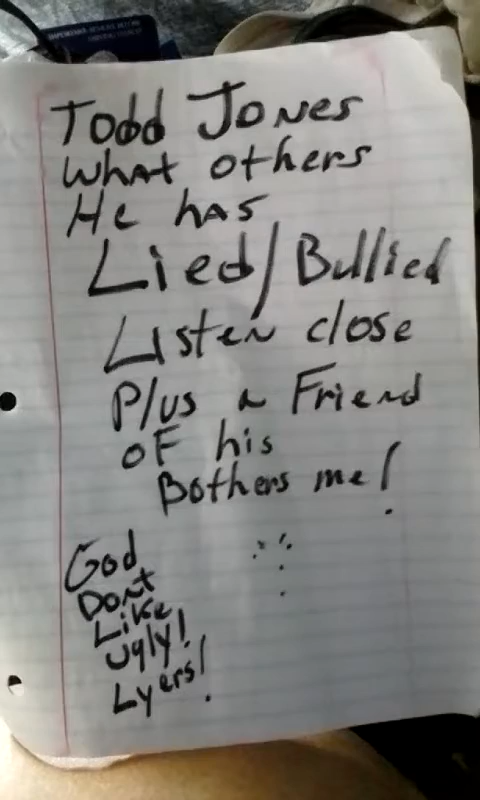 Todd Jones
What others
He has
Lied/Bullied
Listen close
Plus a Friend
of his
Bothers me!
God
Dont
Like
Ugly!
Lyers!